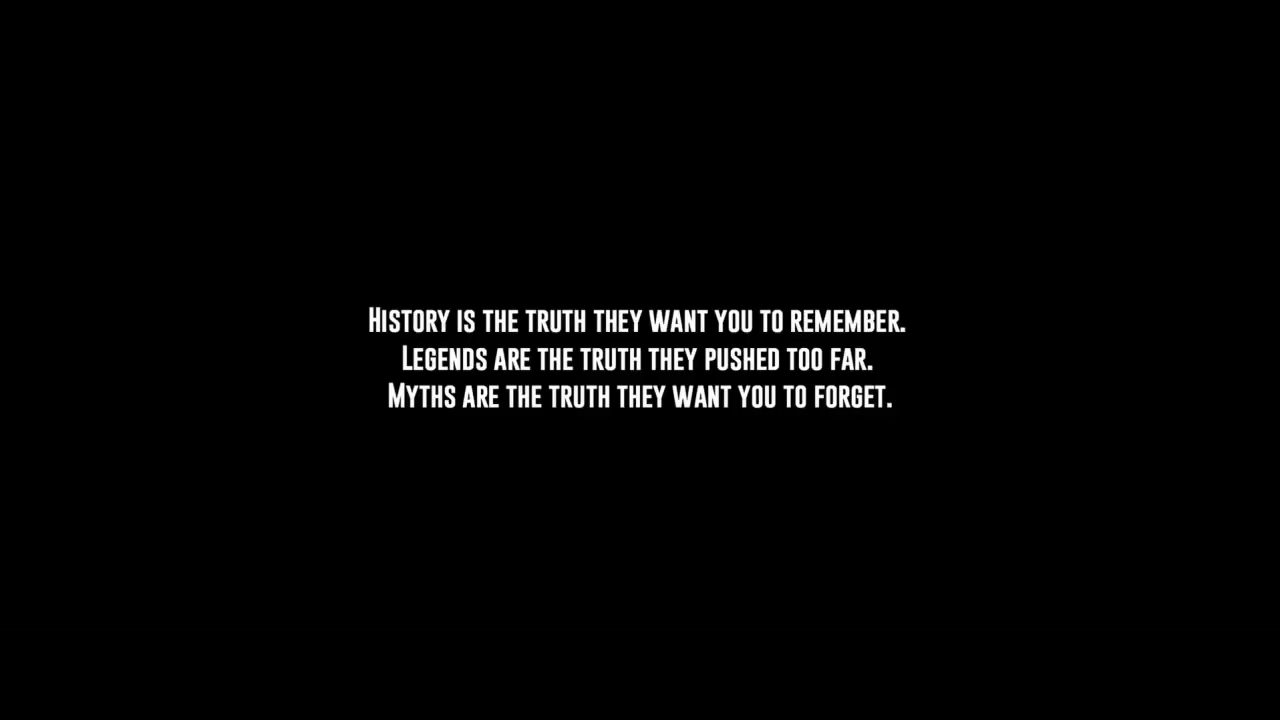 History is the truth they want you to remember.
Legends are the truth they pushed too far.
Myths are the truth they want you to forget.